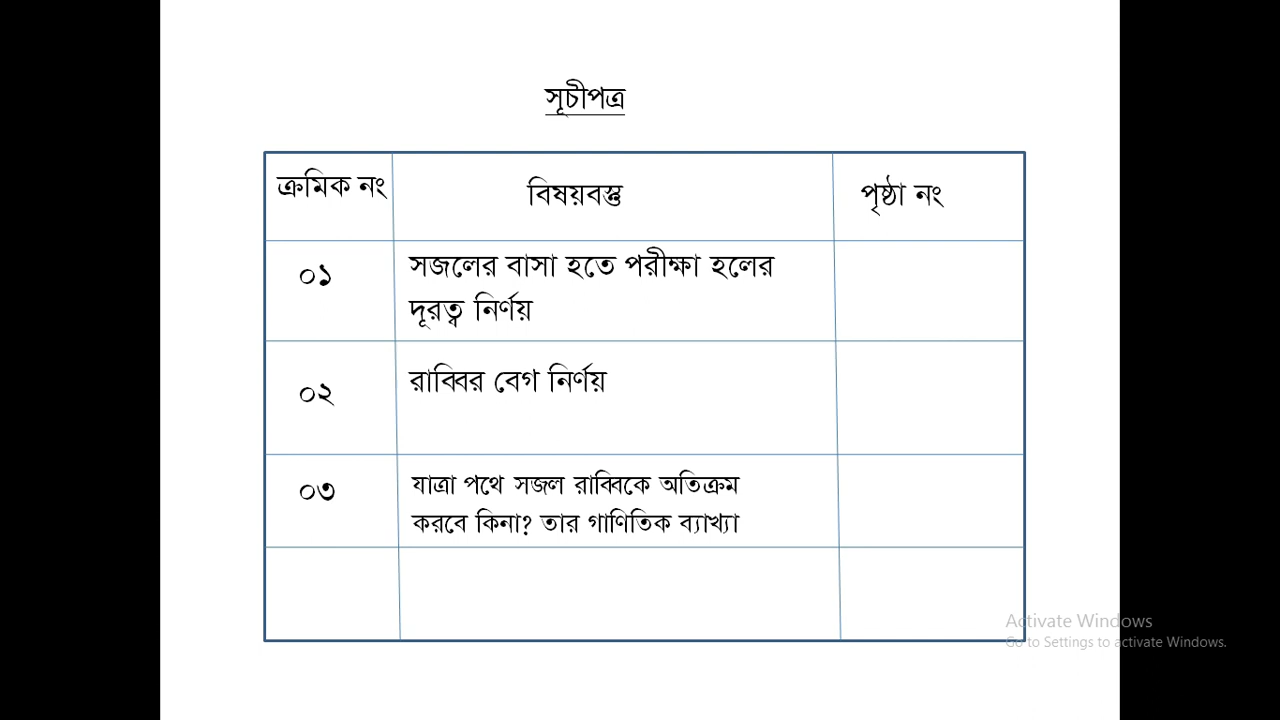 সূচীপত্র
ক্রমিক নং
বিষয়বস্তু
পৃষ্ঠা নং
০১
সজলের বাসা হতে পরীক্ষা হলের
দূরত্ব নির্ণয়
০২
রাব্বির বেগ নির্ণয়
০৩
যাত্রা পথে সজল রাব্বিকে অতিক্রম
করবে কিনা? তার গাণিতিক ব্যাখ্যা
Activate Windows
Go to Settings to activate Windows.